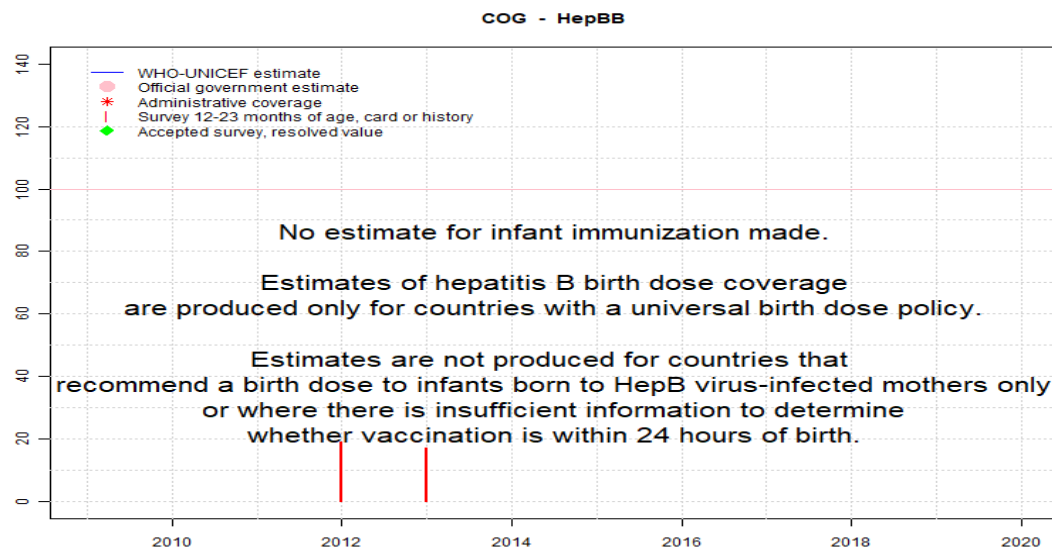 COG - HepBB
WHO-UNICEF estimate
Official government estimate
Administrative coverage
Survey 12-23 months of age, card or history
Accepted survey, resolved value
140
120
100
80
60
40
20
0
No estimate for infant immunization made.
Estimates of hepatitis B birth dose coverage
are produced only for countries with a universal birth dose policy.
Estimates are not produced for countries that
recommend a birth dose to infants born to HepB virus-infected mothers only
or where there is insufficient information to determine
whether vaccination is within 24 hours of birth.
2010 2012 2014 2016 2018 2020